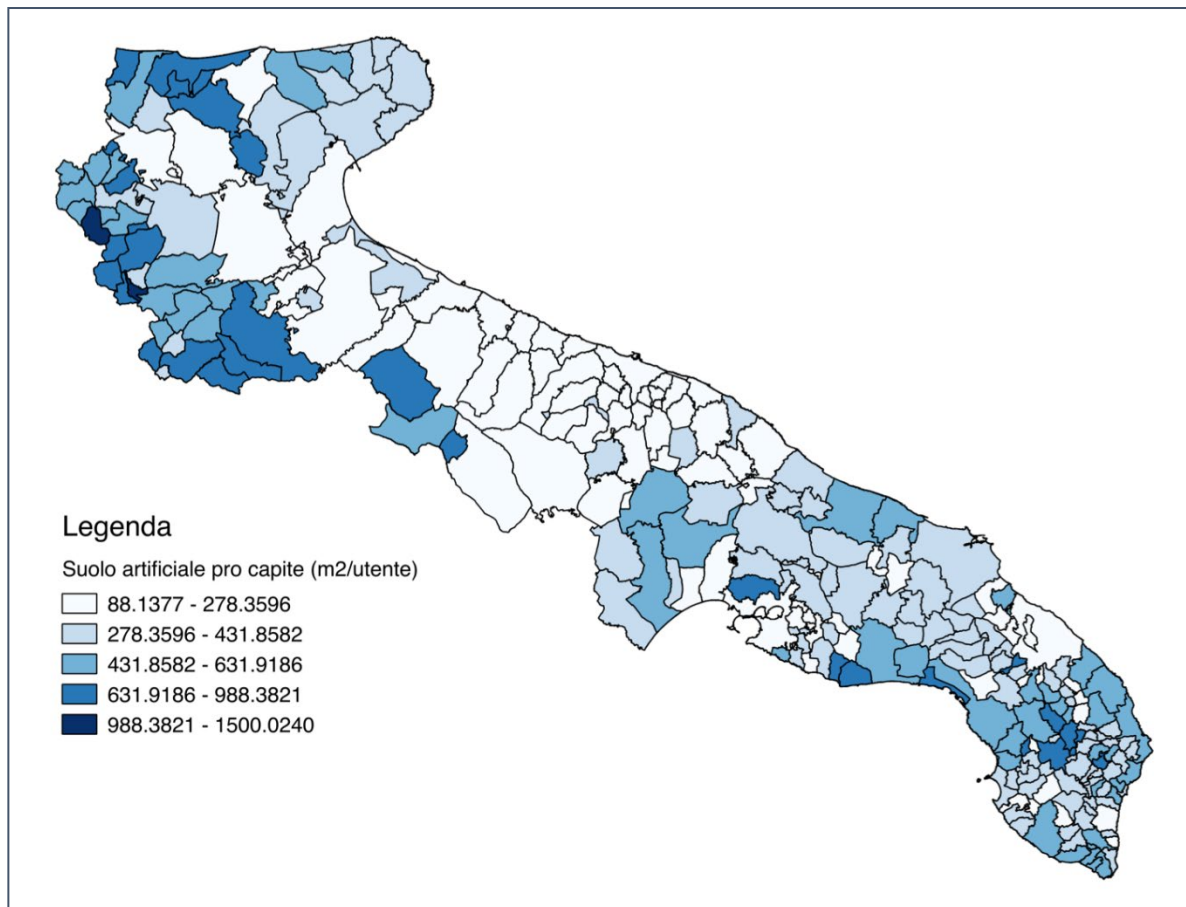 Legenda
Suolo artificiale pro capite (m2/utente)
88.1377 - 278.3596
278.3596 - 431.8582
431.8582 - 631.9186
631.9186 - 988.3821
988.3821 - 1500.0240